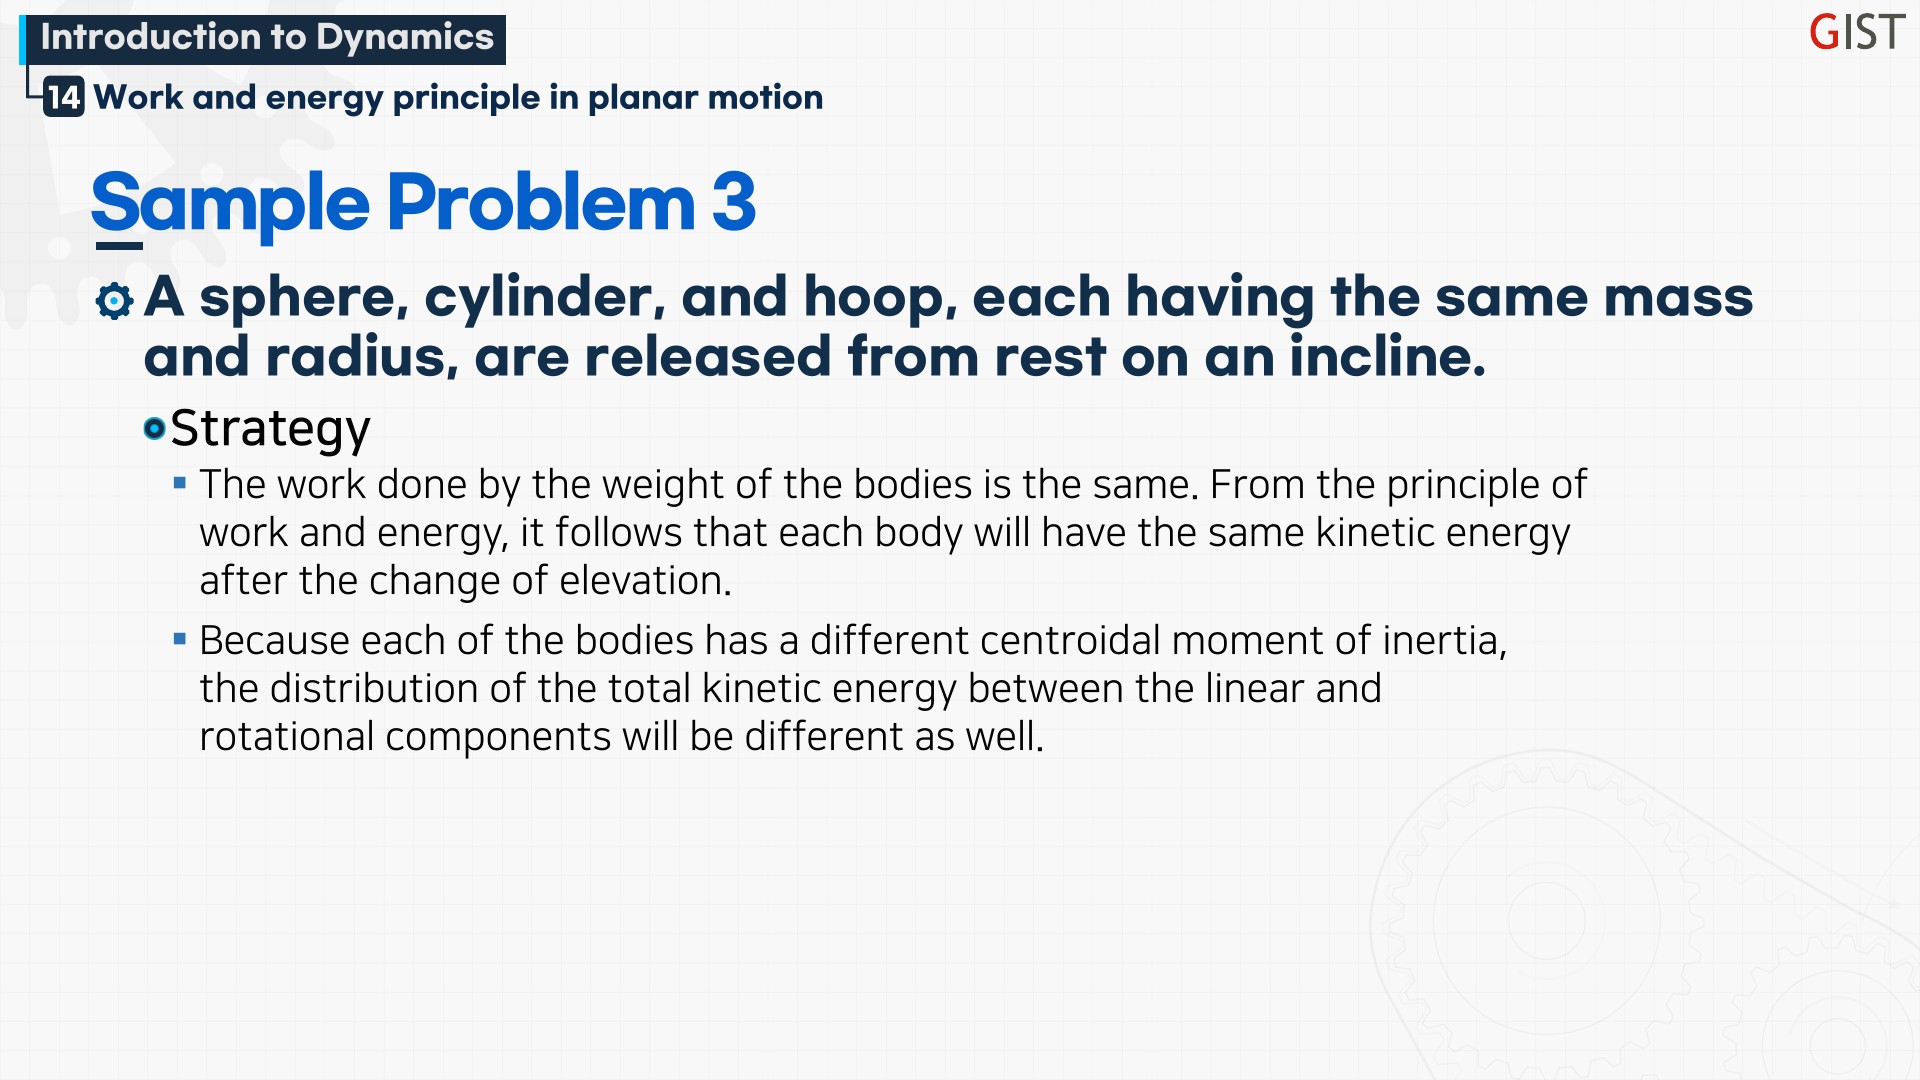 Introduction to Dynamics
GIST
14 Work and energy principle in planar motion
Sample Problem 3
A sphere, cylinder, and hoop, each having the same mass
and radius, are released from rest on an incline.
Strategy
The work done by the weight of the bodies is the same. From the principle of
work and energy, it follows that each body will have the same kinetic energy
after the change of elevation.
Because each of the bodies has a different centroidal moment of inertia,
the distribution of the total kinetic energy between the linear and
rotational components will be different as well.